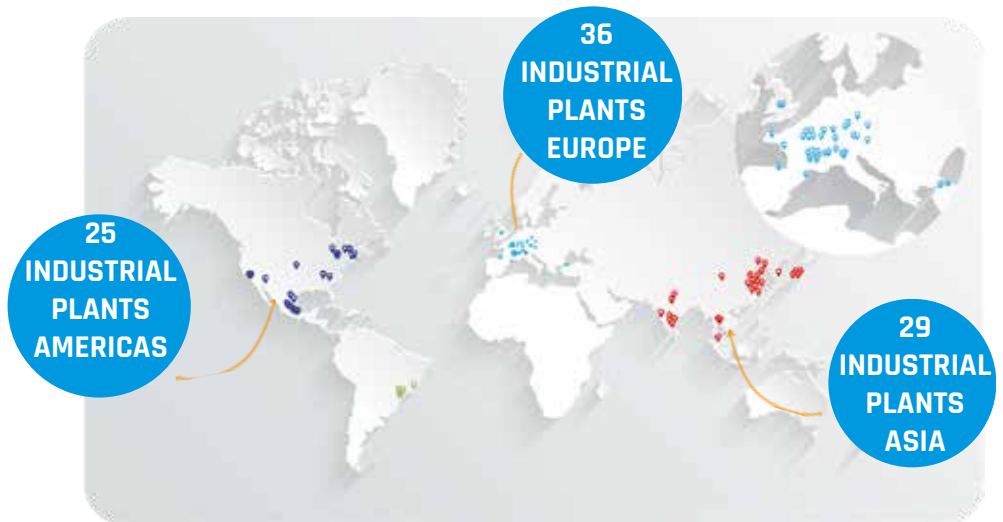 36
INDUSTRIAL
PLANTS
EUROPE
25
INDUSTRIAL
PLANTS
AMERICAS
29
INDUSTRIAL
PLANTS
ASIA